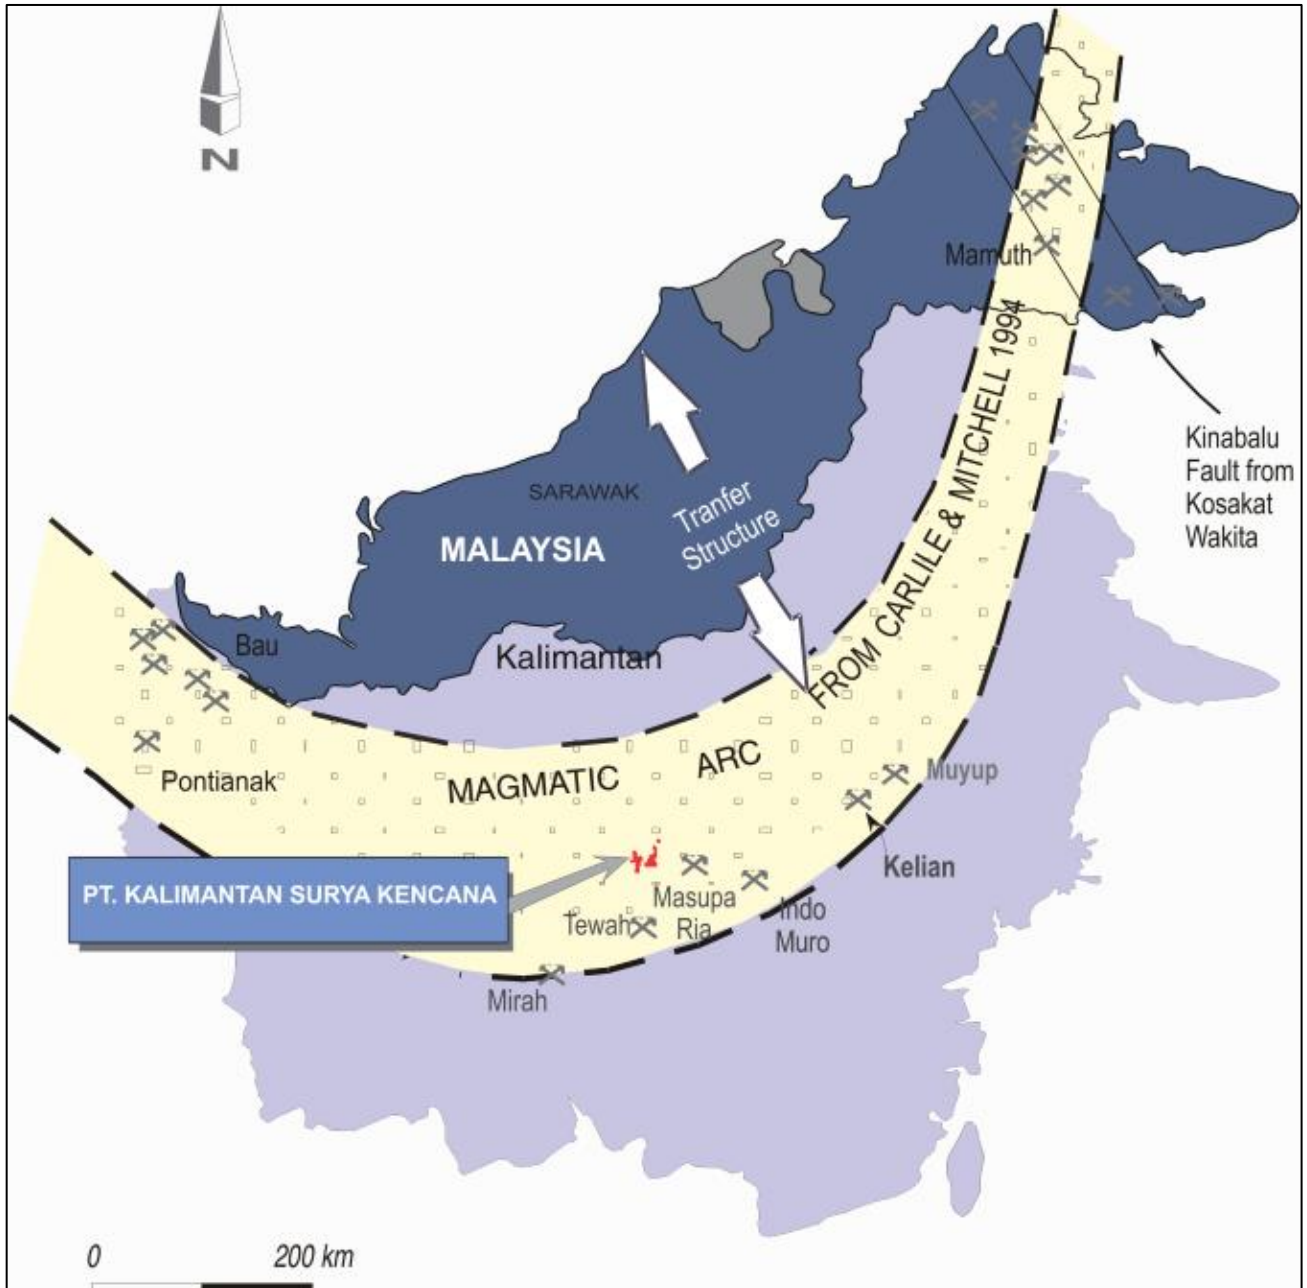 N
Mamuth
FROM CARLILE & MITCHELL 1994
Kinabalu
Fault from
Kosakat
Wakita
SARAWAK
MALAYSIA
Tranfer
Structure
Bau
Kalimantan
Pontianak
MAGMATIC ARC
Muyup
Kelian
PT. KALIMANTAN SURYA KENCANA
Masupa
Ria
Tewah
Indo
Muro
Mirah
0 200 km